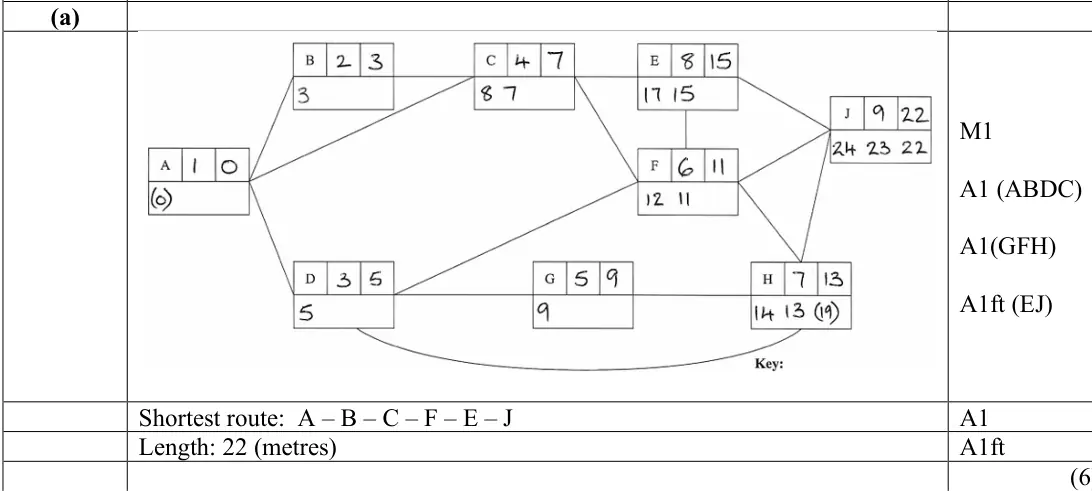 (a)
B 2 3
3
C 4 7
8 7
E 8 15
17 15
J 9 22
24 23 22
A 1 0
(0)
F 6 11
12 11
D 3 5
5
G 5 9
9
H 7 13
14 13 (19)
Key:
M1
A1 (ABDC)
A1(GFH)
A1ft (EJ)
Shortest route: A – B – C – F – E – J A1
Length: 22 (metres) A1ft
(6